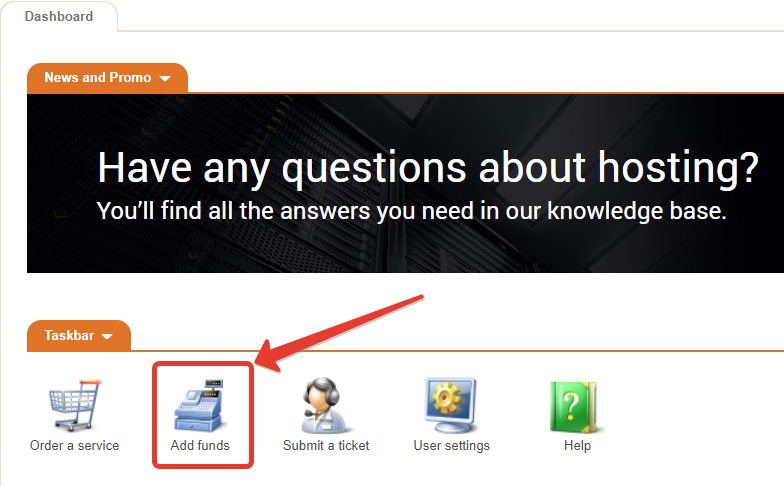 Dashboard
News and Promo
Have any questions about hosting?
You’ll find all the answers you need in our knowledge base.
Taskbar
Order a service
Add funds
Submit a ticket
User settings
Help